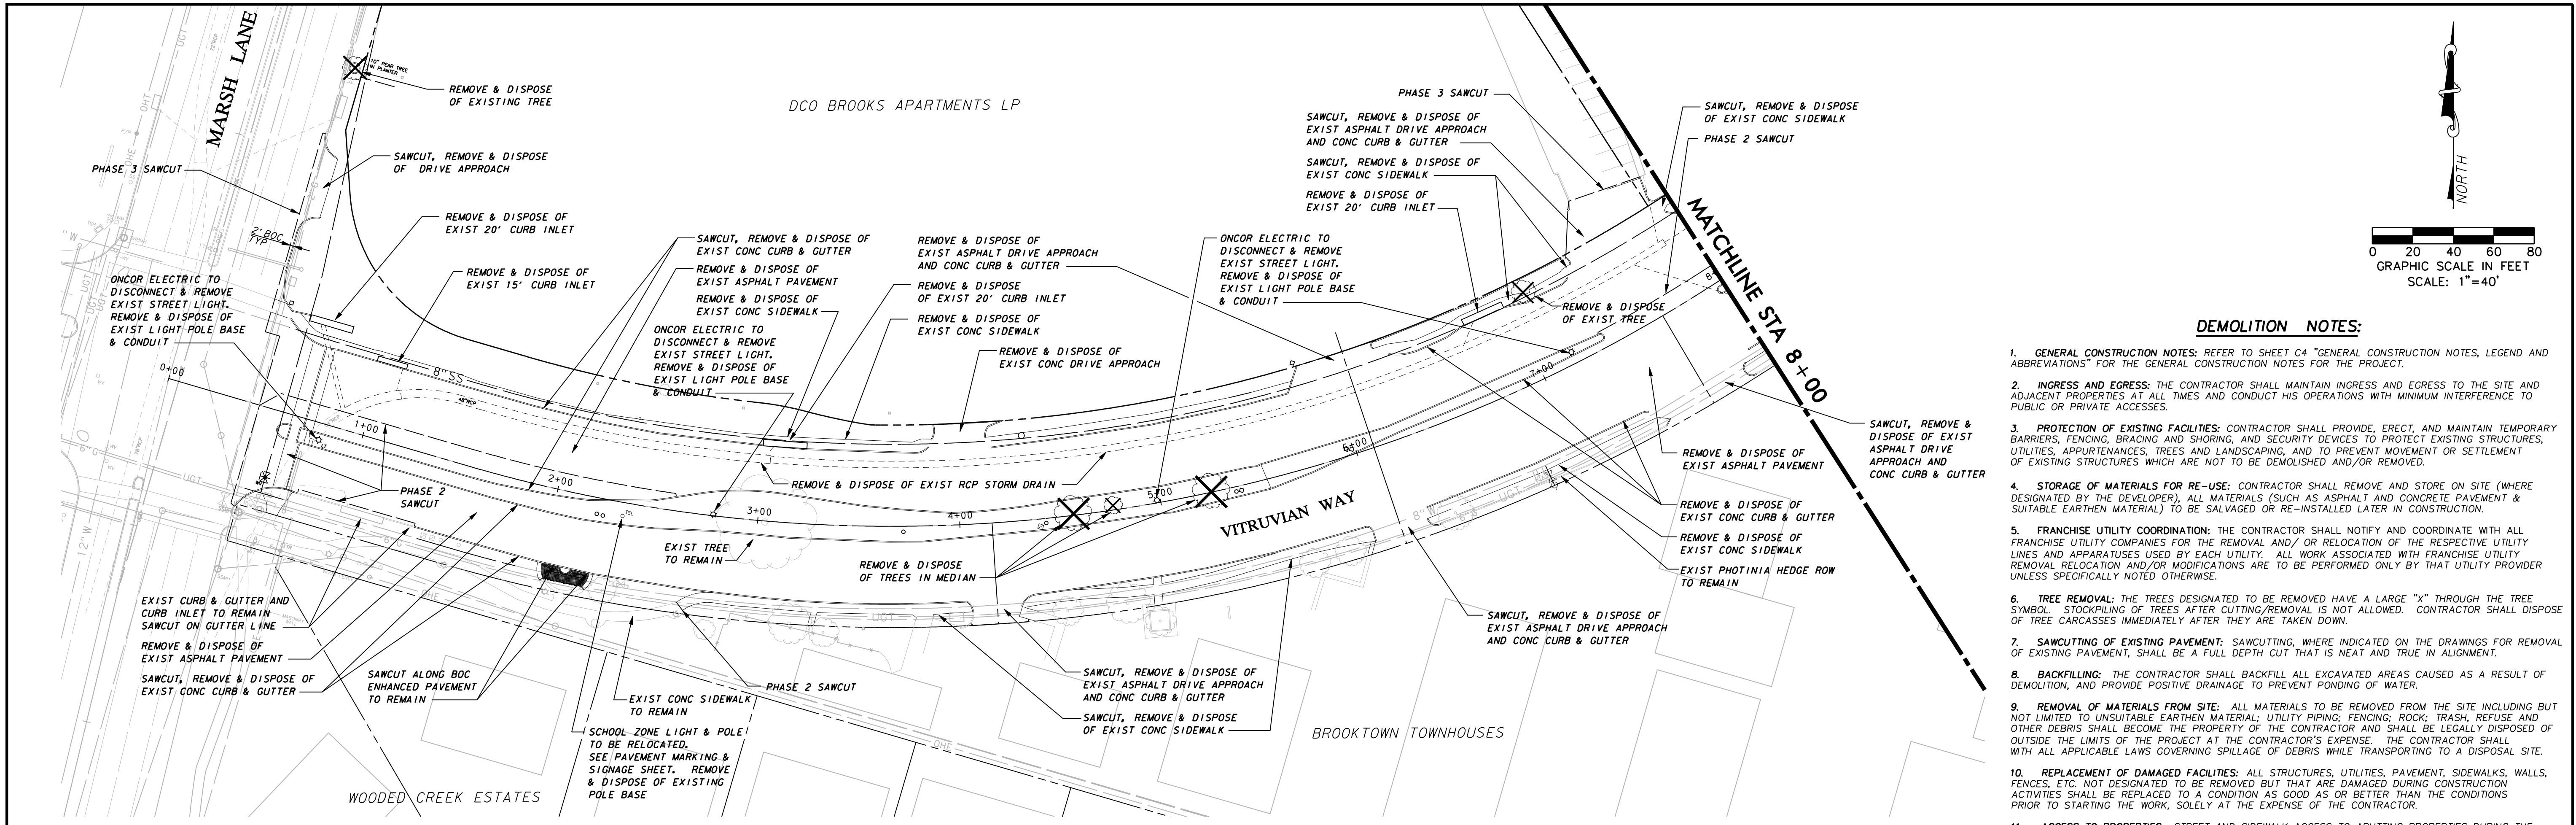 MARSH LANE
10" PEAR TREE
IN PLANTER
REMOVE & DISPOSE
OF EXISTING TREE
DCO BROOKS APARTMENTS LP
PHASE 3 SAWCUT
SAWCUT, REMOVE & DISPOSE
OF DRIVE APPROACH
2' BOC
TYP
REMOVE & DISPOSE OF
EXIST 20' CURB INLET
REMOVE & DISPOSE OF
EXIST 15' CURB INLET
ONCOR ELECTRIC TO
DISCONNECT & REMOVE
EXIST STREET LIGHT.
REMOVE & DISPOSE OF
EXIST LIGHT POLE BASE
& CONDUIT
SAWCUT, REMOVE & DISPOSE OF
EXIST CONC CURB & GUTTER
REMOVE & DISPOSE OF
EXIST ASPHALT PAVEMENT
REMOVE & DISPOSE OF
EXIST CONC SIDEWALK
ONCOR ELECTRIC TO
DISCONNECT & REMOVE
EXIST STREET LIGHT.
REMOVE & DISPOSE OF
EXIST LIGHT POLE BASE
& CONDUIT
REMOVE & DISPOSE OF
EXIST ASPHALT DRIVE APPROACH
AND CONC CURB & GUTTER
REMOVE & DISPOSE
OF EXIST 20' CURB INLET
REMOVE & DISPOSE OF
EXIST CONC SIDEWALK
REMOVE & DISPOSE OF
EXIST CONC DRIVE APPROACH
ONCOR ELECTRIC TO
DISCONNECT & REMOVE
EXIST STREET LIGHT.
REMOVE & DISPOSE OF
EXIST LIGHT POLE BASE
& CONDUIT
PHASE 3 SAWCUT
SAWCUT, REMOVE & DISPOSE OF
EXIST ASPHALT DRIVE APPROACH
AND CONC CURB & GUTTER
SAWCUT, REMOVE & DISPOSE OF
EXIST CONC SIDEWALK
REMOVE & DISPOSE OF
EXIST 20' CURB INLET
SAWCUT, REMOVE & DISPOSE
OF EXIST CONC SIDEWALK
PHASE 2 SAWCUT
REMOVE & DISPOSE
OF EXIST TREE
MATCHLINE STA 8+00
0+00
1+00
2+00
3+00
4+00
5+00
6+00
7+00
8" SS
48"RCP
8" W
12" W
6" G
UGT
OHE
OHT
TSL
PHASE 2
SAWCUT
REMOVE & DISPOSE OF EXIST RCP STORM DRAIN
EXIST TREE
TO REMAIN
REMOVE & DISPOSE
OF TREES IN MEDIAN
VITRUVIAN WAY
SAWCUT, REMOVE &
DISPOSE OF EXIST
ASPHALT DRIVE
APPROACH AND
CONC CURB & GUTTER
REMOVE & DISPOSE OF
EXIST ASPHALT PAVEMENT
REMOVE & DISPOSE OF
EXIST CONC CURB & GUTTER
REMOVE & DISPOSE OF
EXIST CONC SIDEWALK
EXIST PHOTINIA HEDGE ROW
TO REMAIN
SAWCUT, REMOVE & DISPOSE OF
EXIST ASPHALT DRIVE APPROACH
AND CONC CURB & GUTTER
EXIST CURB & GUTTER AND
CURB INLET TO REMAIN
SAWCUT ON GUTTER LINE
REMOVE & DISPOSE OF
EXIST ASPHALT PAVEMENT
SAWCUT, REMOVE & DISPOSE OF
EXIST CONC CURB & GUTTER
SAWCUT ALONG BOC
ENHANCED PAVEMENT
TO REMAIN
EXIST CONC SIDEWALK
TO REMAIN
PHASE 2 SAWCUT
SCHOOL ZONE LIGHT & POLE
TO BE RELOCATED.
SEE PAVEMENT MARKING &
SIGNAGE SHEET. REMOVE
& DISPOSE OF EXISTING
POLE BASE
SAWCUT, REMOVE & DISPOSE OF
EXIST ASPHALT DRIVE APPROACH
AND CONC CURB & GUTTER
SAWCUT, REMOVE & DISPOSE
OF EXIST CONC SIDEWALK
WOODED CREEK ESTATES
BROOKTOWN TOWNHOUSES
NORTH
0 20 40 60 80
GRAPHIC SCALE IN FEET
SCALE: 1"=40'
DEMOLITION NOTES:
1. GENERAL CONSTRUCTION NOTES: REFER TO SHEET C4 "GENERAL CONSTRUCTION NOTES, LEGEND AND
ABBREVIATIONS" FOR THE GENERAL CONSTRUCTION NOTES FOR THE PROJECT.
2. INGRESS AND EGRESS: THE CONTRACTOR SHALL MAINTAIN INGRESS AND EGRESS TO THE SITE AND
ADJACENT PROPERTIES AT ALL TIMES AND CONDUCT HIS OPERATIONS WITH MINIMUM INTERFERENCE TO
PUBLIC OR PRIVATE ACCESSES.
3. PROTECTION OF EXISTING FACILITIES: CONTRACTOR SHALL PROVIDE, ERECT, AND MAINTAIN TEMPORARY
BARRIERS, FENCING, BRACING AND SHORING, AND SECURITY DEVICES TO PROTECT EXISTING STRUCTURES,
UTILITIES, APPURTENANCES, TREES AND LANDSCAPING, AND TO PREVENT MOVEMENT OR SETTLEMENT
OF EXISTING STRUCTURES WHICH ARE NOT TO BE DEMOLISHED AND/OR REMOVED.
4. STORAGE OF MATERIALS FOR RE-USE: CONTRACTOR SHALL REMOVE AND STORE ON SITE (WHERE
DESIGNATED BY THE DEVELOPER), ALL MATERIALS (SUCH AS ASPHALT AND CONCRETE PAVEMENT &
SUITABLE EARTHEN MATERIAL) TO BE SALVAGED OR RE-INSTALLED LATER IN CONSTRUCTION.
5. FRANCHISE UTILITY COORDINATION: THE CONTRACTOR SHALL NOTIFY AND COORDINATE WITH ALL
FRANCHISE UTILITY COMPANIES FOR THE REMOVAL AND/ OR RELOCATION OF THE RESPECTIVE UTILITY
LINES AND APPARATUSES USED BY EACH UTILITY. ALL WORK ASSOCIATED WITH FRANCHISE UTILITY
REMOVAL RELOCATION AND/OR MODIFICATIONS ARE TO BE PERFORMED ONLY BY THAT UTILITY PROVIDER
UNLESS SPECIFICALLY NOTED OTHERWISE.
6. TREE REMOVAL: THE TREES DESIGNATED TO BE REMOVED HAVE A LARGE "X" THROUGH THE TREE
SYMBOL. STOCKPILING OF TREES AFTER CUTTING/REMOVAL IS NOT ALLOWED. CONTRACTOR SHALL DISPOSE
OF TREE CARCASSES IMMEDIATELY AFTER THEY ARE TAKEN DOWN.
7. SAWCUTTING OF EXISTING PAVEMENT: SAWCUTTING, WHERE INDICATED ON THE DRAWINGS FOR REMOVAL
OF EXISTING PAVEMENT, SHALL BE A FULL DEPTH CUT THAT IS NEAT AND TRUE IN ALIGNMENT.
8. BACKFILLING: THE CONTRACTOR SHALL BACKFILL ALL EXCAVATED AREAS CAUSED AS A RESULT OF
DEMOLITION, AND PROVIDE POSITIVE DRAINAGE TO PREVENT PONDING OF WATER.
9. REMOVAL OF MATERIALS FROM SITE: ALL MATERIALS TO BE REMOVED FROM THE SITE INCLUDING BUT
NOT LIMITED TO UNSUITABLE EARTHEN MATERIAL; UTILITY PIPING; FENCING; ROCK; TRASH, REFUSE AND
OTHER DEBRIS SHALL BECOME THE PROPERTY OF THE CONTRACTOR AND SHALL BE LEGALLY DISPOSED OF
OUTSIDE THE LIMITS OF THE PROJECT AT THE CONTRACTOR'S EXPENSE. THE CONTRACTOR SHALL
WITH ALL APPLICABLE LAWS GOVERNING SPILLAGE OF DEBRIS WHILE TRANSPORTING TO A DISPOSAL SITE.
10. REPLACEMENT OF DAMAGED FACILITIES: ALL STRUCTURES, UTILITIES, PAVEMENT, SIDEWALKS, WALLS,
FENCES, ETC. NOT DESIGNATED TO BE REMOVED BUT THAT ARE DAMAGED DURING CONSTRUCTION
ACTIVITIES SHALL BE REPLACED TO A CONDITION AS GOOD AS OR BETTER THAN THE CONDITIONS
PRIOR TO STARTING THE WORK, SOLELY AT THE EXPENSE OF THE CONTRACTOR.